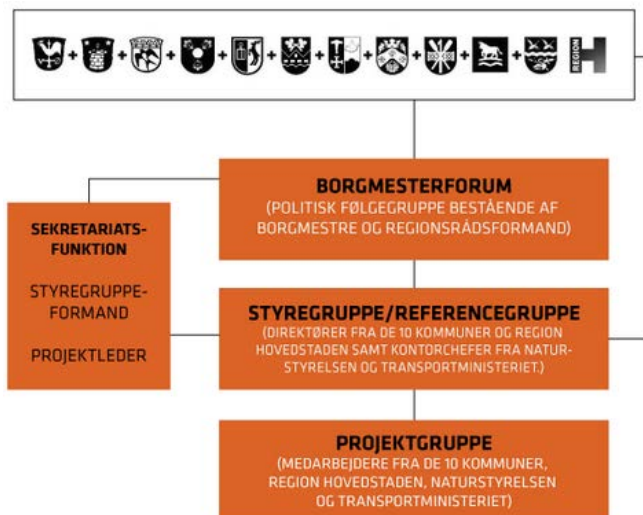 + + + + + + + + + + REGION H
BORGMESTERFORUM
(POLITISK FØLGEGRUPPE BESTÅENDE AF
BORGMESTRE OG REGIONSRÅDSFORMAND)
SEKRETARIATS-
FUNKTION
STYREGRUPPE-
FORMAND
PROJEKTLEDER
STYREGRUPPE/REFERENCEGRUPPE
(DIREKTØRER FRA DE 10 KOMMUNER OG REGION
HOVEDSTADEN SAMT KONTORCHEFER FRA NATUR-
STYRELSEN OG TRANSPORTMINISTERIET.)
PROJEKTGRUPPE
(MEDARBEJDERE FRA DE 10 KOMMUNER,
REGION HOVEDSTADEN, NATURSTYRELSEN
OG TRANSPORTMINISTERIET)